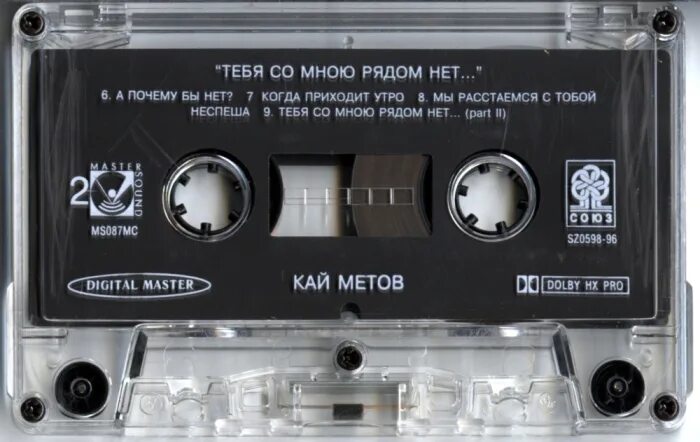 "ТЕБЯ СО МНОЮ РЯДОМ НЕТ..."
6. А ПОЧЕМУ БЫ НЕТ? 7 КОГДА ПРИХОДИТ УТРО 8. МЫ РАССТАЕМСЯ С ТОБОЙ
НЕСПЕША 9. ТЕБЯ СО МНОЮ РЯДОМ НЕТ... (part II)
2
MASTER
SOUND
MS087MC
СОЮЗ
SZ0598-96
DIGITAL MASTER
КАЙ МЕТОВ
DOLBY HX PRO